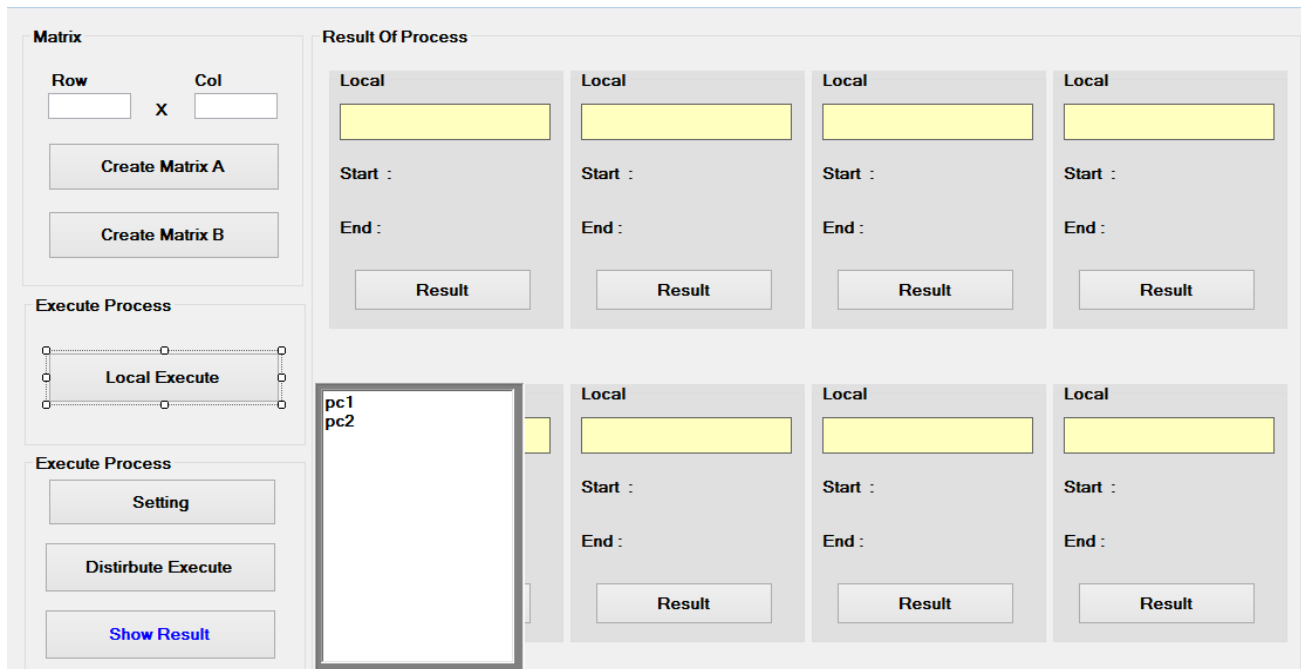 Matrix
Row Col
X
Create Matrix A
Create Matrix B
Execute Process
Local Execute
Execute Process
Setting
Distirbute Execute
Show Result
Result Of Process
Local Local Local Local
Start : Start : Start : Start :
End : End : End : End :
Result Result Result Result
pc1
pc2
Local Local Local
Start : Start : Start :
End : End : End :
Result Result Result